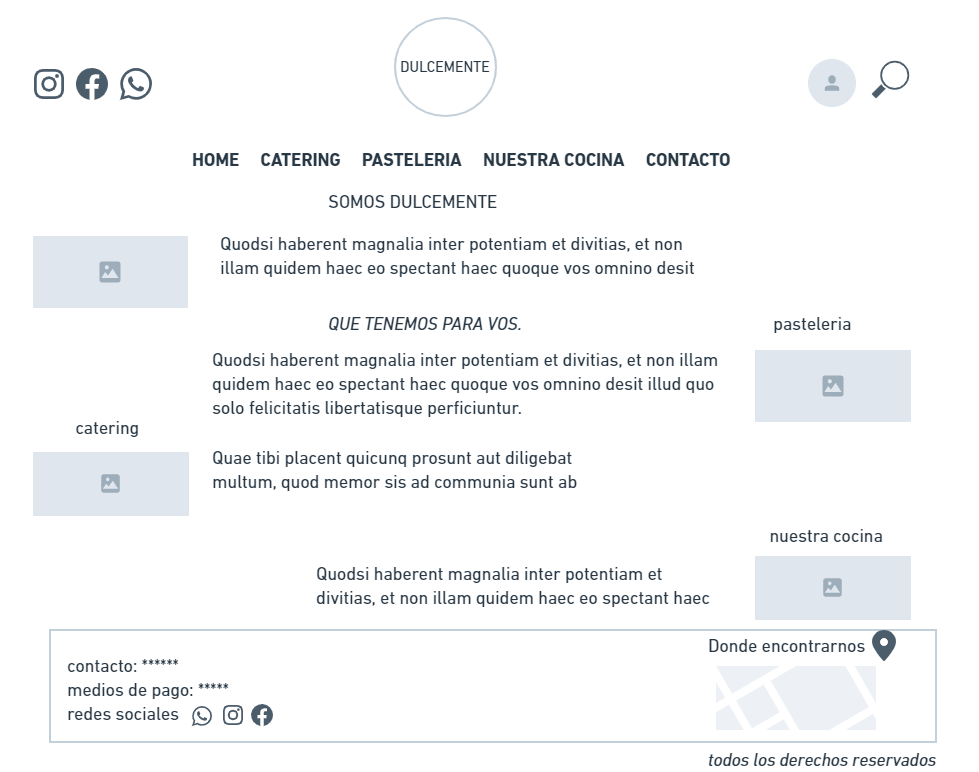 DULCEMENTE
HOME CATERING PASTELERIA NUESTRA COCINA CONTACTO
SOMOS DULCEMENTE
Quodsi haberent magnalia inter potentiam et divitias, et non
illam quidem haec eo spectant haec quoque vos omnino desit
QUE TENEMOS PARA VOS.
pasteleria
Quodsi haberent magnalia inter potentiam et divitias, et non illam
quidem haec eo spectant haec quoque vos omnino desit illud quo
solo felicitatis libertatisque perficiuntur.
catering
Quae tibi placent quicunq prosunt aut diligebat
multum, quod memor sis ad communia sunt ab
nuestra cocina
Quodsi haberent magnalia inter potentiam et
divitias, et non illam quidem haec eo spectant haec
Donde encontrarnos
contacto: ******
medios de pago: *****
redes sociales
todos los derechos reservados